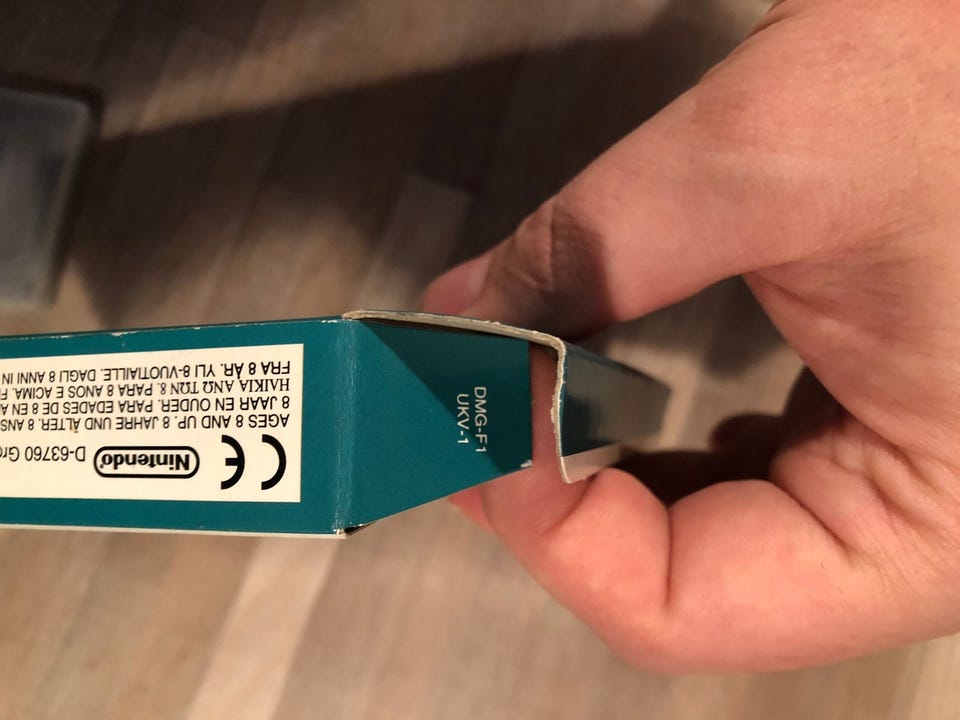 CE Nintendo® D-63760 Gro
AGES 8 AND UP. 8 JAHRE UND ÄLTER. 8 ANS
8 JAAR EN OUDER. PARA EDADES DE 8 EN
ΗΛΙΚΙΑ ΑΝΩ ΤΩΝ 8. PARA 8 ANOS E ACIMA.
FRA 8 ÅR. YLI 8-VUOTIAILLE. DAGLI 8 ANNI IN
DMG-F1
UKV-1